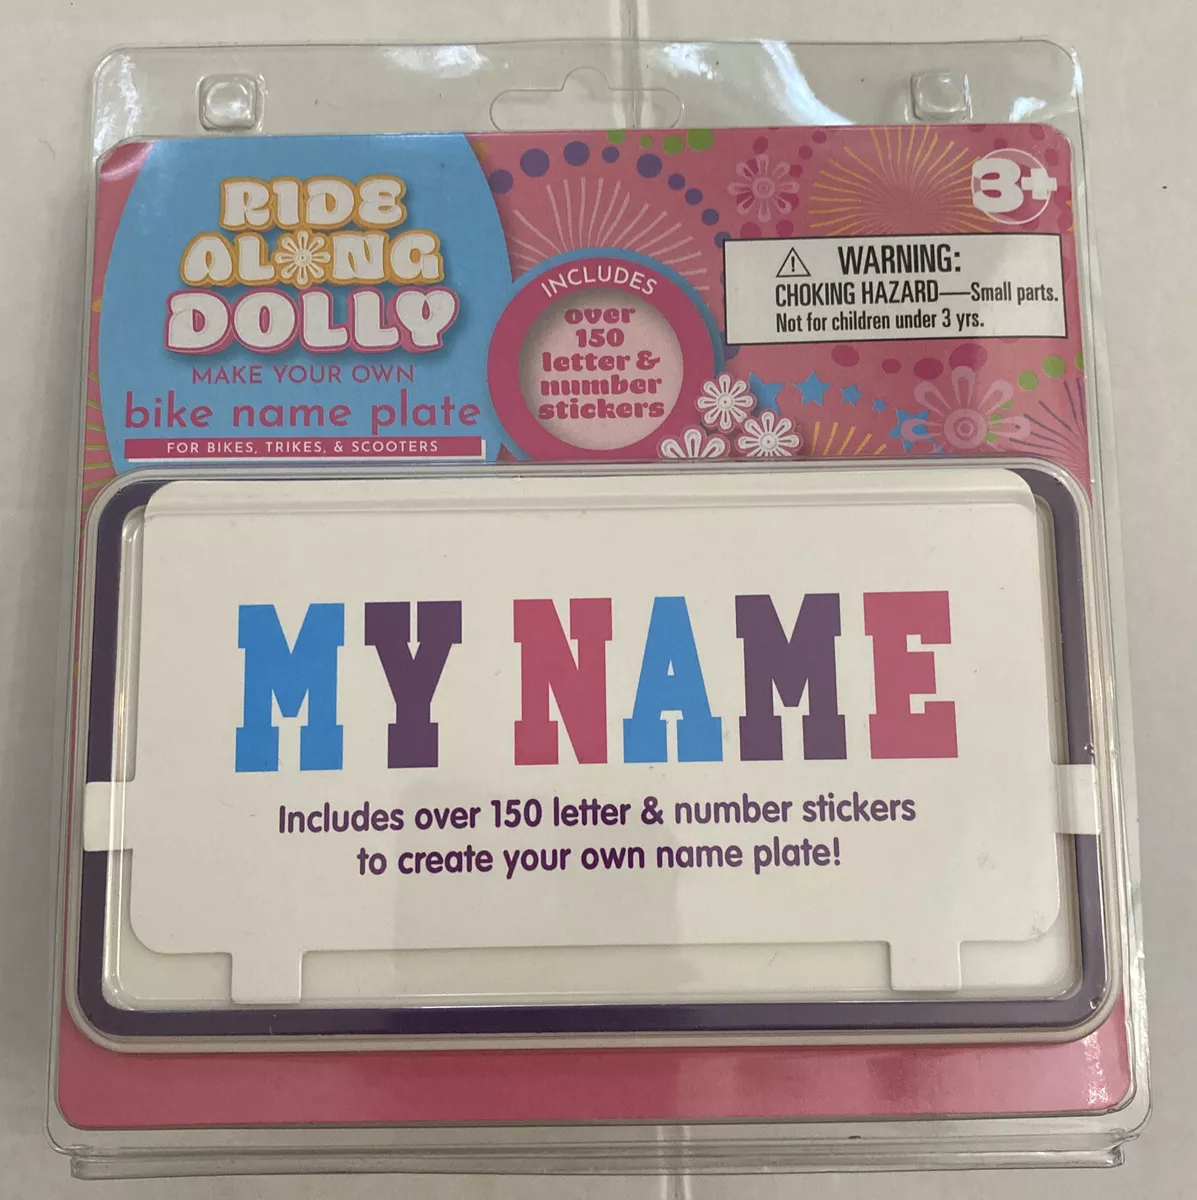 RIDE
ALONG
DOLLY
MAKE YOUR OWN
bike name plate
FOR BIKES, TRIKES, & SCOOTERS
INCLUDES
over
150
letter &
number
stickers
3+
WARNING:
CHOKING HAZARD—Small parts.
Not for children under 3 yrs.
MY NAME
Includes over 150 letter & number stickers
to create your own name plate!